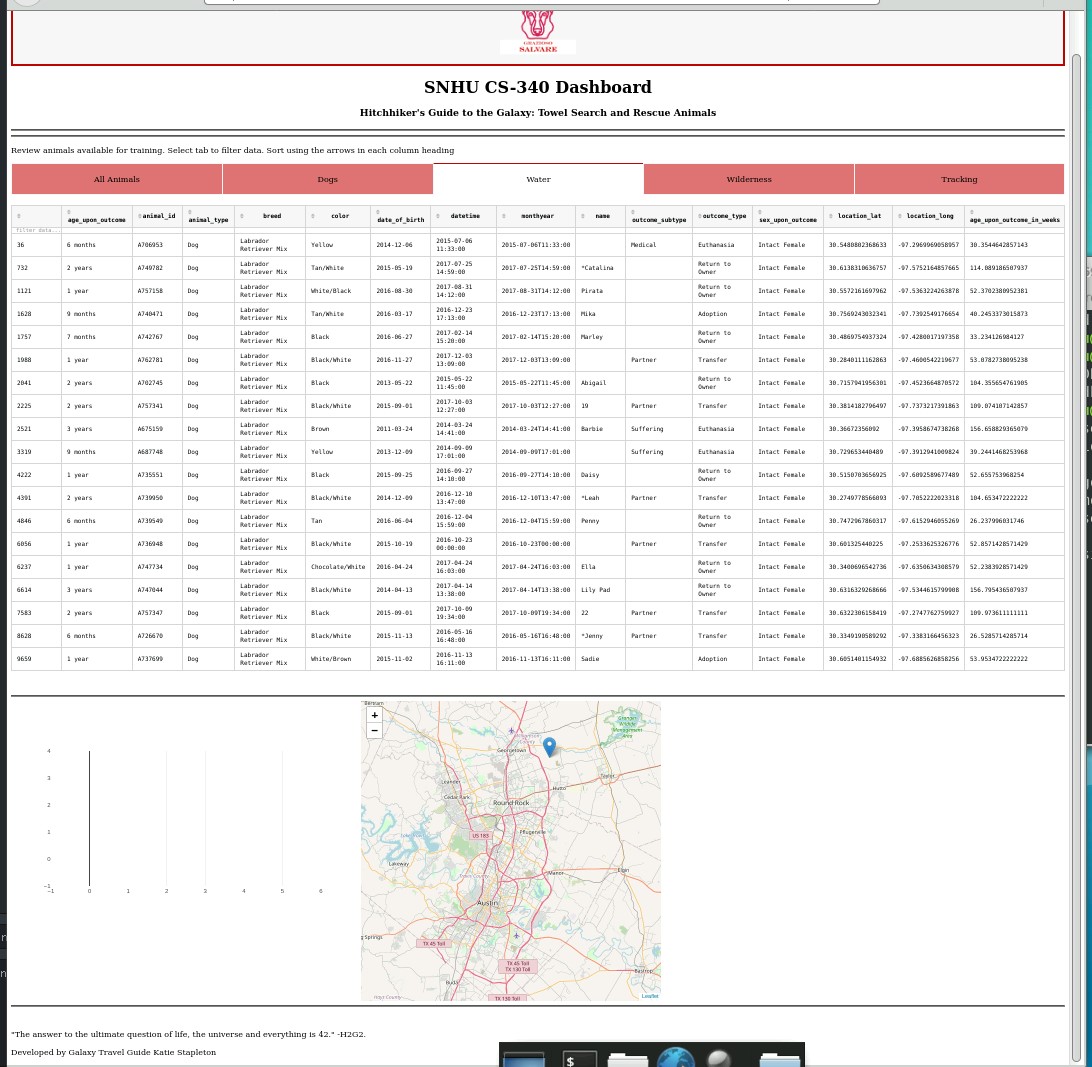 GRAZIOSO
SALVARE
SNHU CS-340 Dashboard
Hitchhiker's Guide to the Galaxy: Towel Search and Rescue Animals
Review animals available for training. Select tab to filter data. Sort using the arrows in each column heading
All Animals Dogs Water Wilderness Tracking
age_upon_outcome animal_id animal_type breed color date_of_birth datetime monthyear name outcome_subtype outcome_type sex_upon_outcome location_lat location_long age_upon_outcome_in_weeks
filter data...
36 6 months A706953 Dog Labrador Retriever Mix Yellow 2014-12-06 2015-07-06 11:33:00 2015-07-06T11:33:00 Medical Euthanasia Intact Female 30.5480802368633 -97.2969969058957 30.3544642857143
732 2 years A749782 Dog Labrador Retriever Mix Tan/White 2015-05-19 2017-07-25 14:59:00 2017-07-25T14:59:00 *Catalina Return to Owner Intact Female 30.6138310636757 -97.5752164857665 114.089186507937
1121 1 year A757158 Dog Labrador Retriever Mix White/Black 2016-08-30 2017-08-31 14:12:00 2017-08-31T14:12:00 Pirata Return to Owner Intact Female 30.5572161697962 -97.5363224263878 52.3702380952381
1628 9 months A740471 Dog Labrador Retriever Mix Tan/White 2016-03-17 2016-12-23 17:13:00 2016-12-23T17:13:00 Mika Adoption Intact Female 30.7569243032341 -97.7392549176654 40.2453373015873
1757 7 months A742767 Dog Labrador Retriever Mix Black 2016-06-27 2017-02-14 15:20:00 2017-02-14T15:20:00 Marley Return to Owner Intact Female 30.4869754937324 -97.4280017197358 33.234126984127
1988 1 year A762781 Dog Labrador Retriever Mix Black/White 2016-11-27 2017-12-03 13:09:00 2017-12-03T13:09:00 Partner Transfer Intact Female 30.2840111162863 -97.4600542219677 53.0782738095238
2041 2 years A702745 Dog Labrador Retriever Mix Black 2013-05-22 2015-05-22 11:45:00 2015-05-22T11:45:00 Abigail Return to Owner Intact Female 30.7157941956301 -97.4523664870572 104.355654761905
2225 2 years A757341 Dog Labrador Retriever Mix Black/White 2015-09-01 2017-10-03 12:27:00 2017-10-03T12:27:00 19 Partner Transfer Intact Female 30.3814182796497 -97.7373217391863 109.074107142857
2521 3 years A675159 Dog Labrador Retriever Mix Brown 2011-03-24 2014-03-24 14:41:00 2014-03-24T14:41:00 Barbie Suffering Euthanasia Intact Female 30.36672356092 -97.3958674738268 156.658829365079
3319 9 months A687748 Dog Labrador Retriever Mix Yellow 2013-12-09 2014-09-09 17:01:00 2014-09-09T17:01:00 Suffering Euthanasia Intact Female 30.729653440489 -97.3912941009824 39.2441468253968
4222 1 year A735551 Dog Labrador Retriever Mix Black 2015-09-25 2016-09-27 14:10:00 2016-09-27T14:10:00 Daisy Return to Owner Intact Female 30.5150703656925 -97.6092589677489 52.655753968254
4391 2 years A739950 Dog Labrador Retriever Mix Black/White 2014-12-09 2016-12-10 13:47:00 2016-12-10T13:47:00 *Leah Partner Transfer Intact Female 30.2749778566093 -97.7052222023318 104.653472222222
4846 6 months A739549 Dog Labrador Retriever Mix Tan 2016-06-04 2016-12-04 15:59:00 2016-12-04T15:59:00 Penny Return to Owner Intact Female 30.7472967860317 -97.6152946055269 26.237996031746
6056 1 year A736948 Dog Labrador Retriever Mix Black/White 2015-10-19 2016-10-23 00:00:00 2016-10-23T00:00:00 Partner Transfer Intact Female 30.601325440225 -97.2533625326776 52.8571428571429
6237 1 year A747734 Dog Labrador Retriever Mix Chocolate/White 2016-04-24 2017-04-24 16:03:00 2017-04-24T16:03:00 Ella Return to Owner Intact Female 30.3400696542736 -97.6350634308579 52.2383928571429
6614 3 years A747044 Dog Labrador Retriever Mix Black/White 2014-04-13 2017-04-14 13:38:00 2017-04-14T13:38:00 Lily Pad Return to Owner Intact Female 30.6316329268666 -97.5344615799908 156.795436507937
7583 2 years A757347 Dog Labrador Retriever Mix Black 2015-09-01 2017-10-09 19:34:00 2017-10-09T19:34:00 22 Partner Transfer Intact Female 30.6322306158419 -97.2747762759927 109.973611111111
8628 6 months A726670 Dog Labrador Retriever Mix Black/White 2015-11-13 2016-05-16 16:48:00 2016-05-16T16:48:00 *Jenny Partner Transfer Intact Female 30.3349190589292 -97.3383166456323 26.5285714285714
9659 1 year A737699 Dog Labrador Retriever Mix White/Brown 2015-11-02 2016-11-13 16:11:00 2016-11-13T16:11:00 Sadie Adoption Intact Female 30.6051401154932 -97.6885626858256 53.9534722222222
4
3
2
1
0
−1
−1 0 1 2 3 4 5 6
+
−
Bertram
Georgetown
Granger Wildlife Management Area
Leander
Taylor
Cedar Park
Hutto
Round Rock
US 183
Pflugerville
Lakeway
Travis County
Manor
Elgin
Austin
g Springs
TX 45 Toll
TX 45 Toll
TX 130 Toll
Bastrop
Buda
Hays County
TX 130 Toll
Leaflet
"The answer to the ultimate question of life, the universe and everything is 42." -H2G2.
Developed by Galaxy Travel Guide Katie Stapleton
$